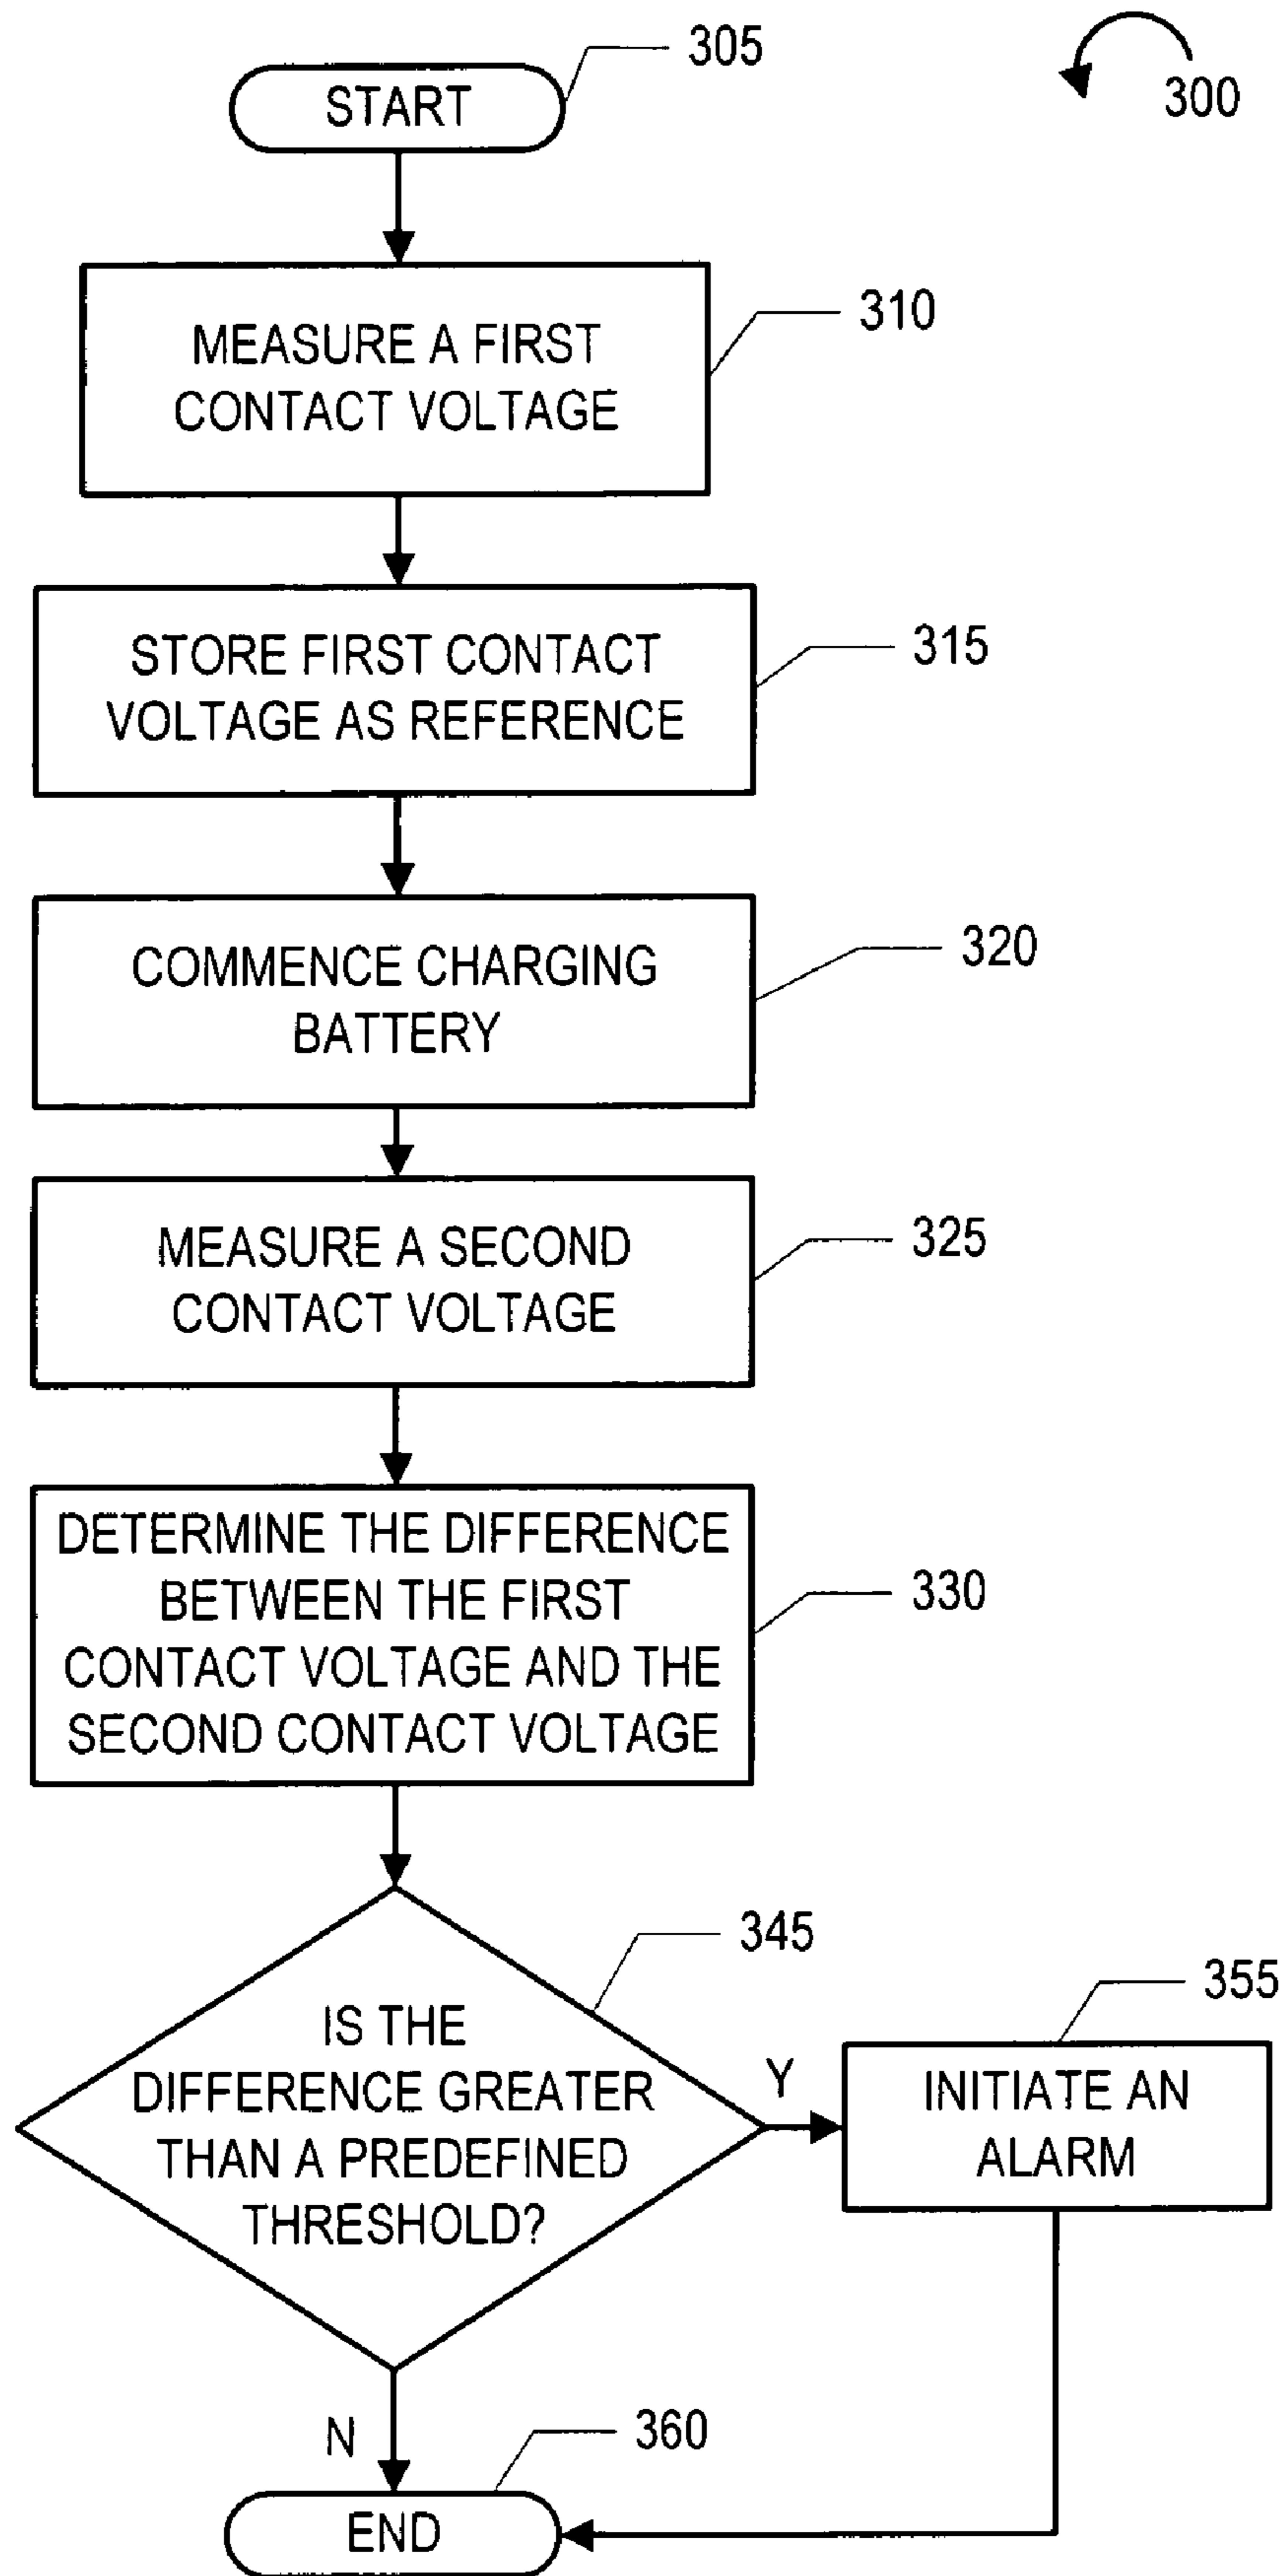 305
START
300
310
MEASURE A FIRST
CONTACT VOLTAGE
315
STORE FIRST CONTACT
VOLTAGE AS REFERENCE
320
COMMENCE CHARGING
BATTERY
325
MEASURE A SECOND
CONTACT VOLTAGE
330
DETERMINE THE DIFFERENCE
BETWEEN THE FIRST
CONTACT VOLTAGE AND THE
SECOND CONTACT VOLTAGE
345
IS THE
DIFFERENCE GREATER
THAN A PREDEFINED
THRESHOLD?
Y
355
INITIATE AN
ALARM
N
360
END